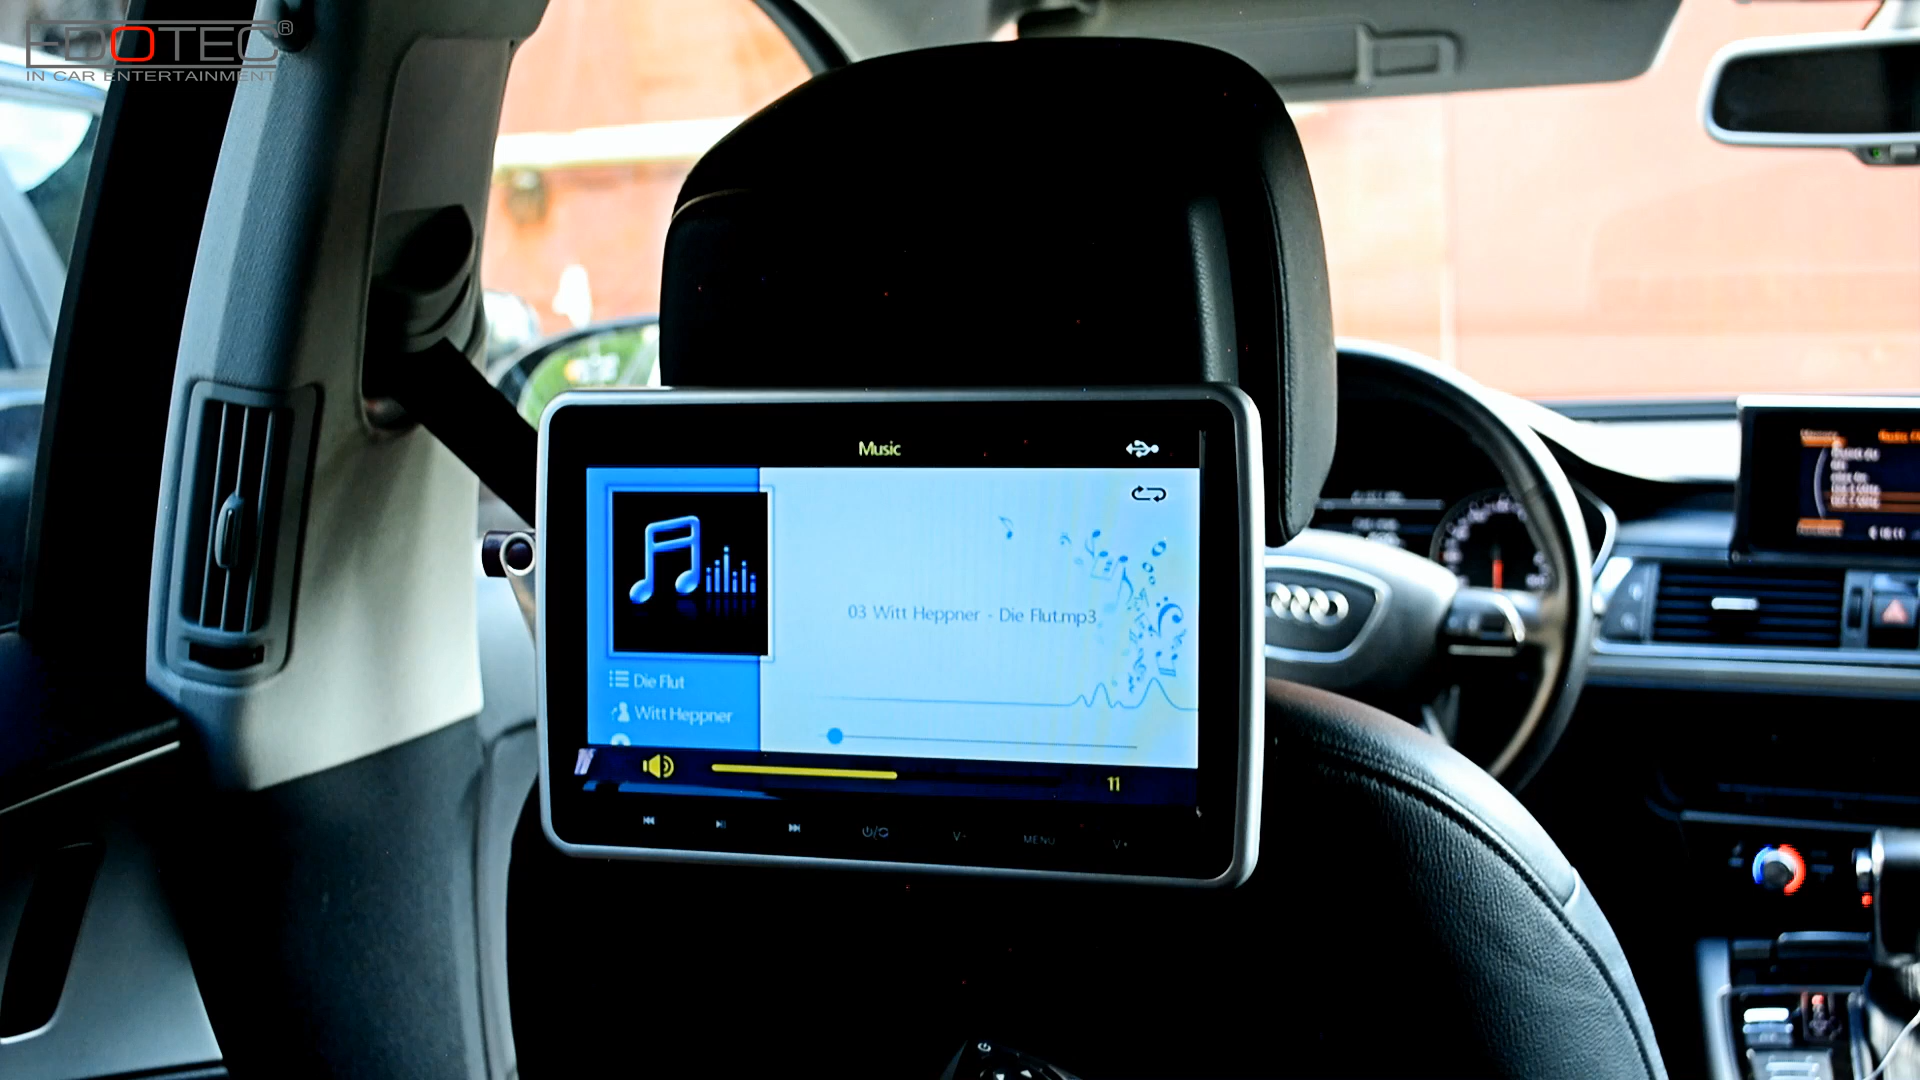 EDOTEC®
IN CAR ENTERTAINMENT
Music
03 Witt Heppner - Die Flut.mp3
Die Flut
Witt Heppner
11
V-
MENU
V+